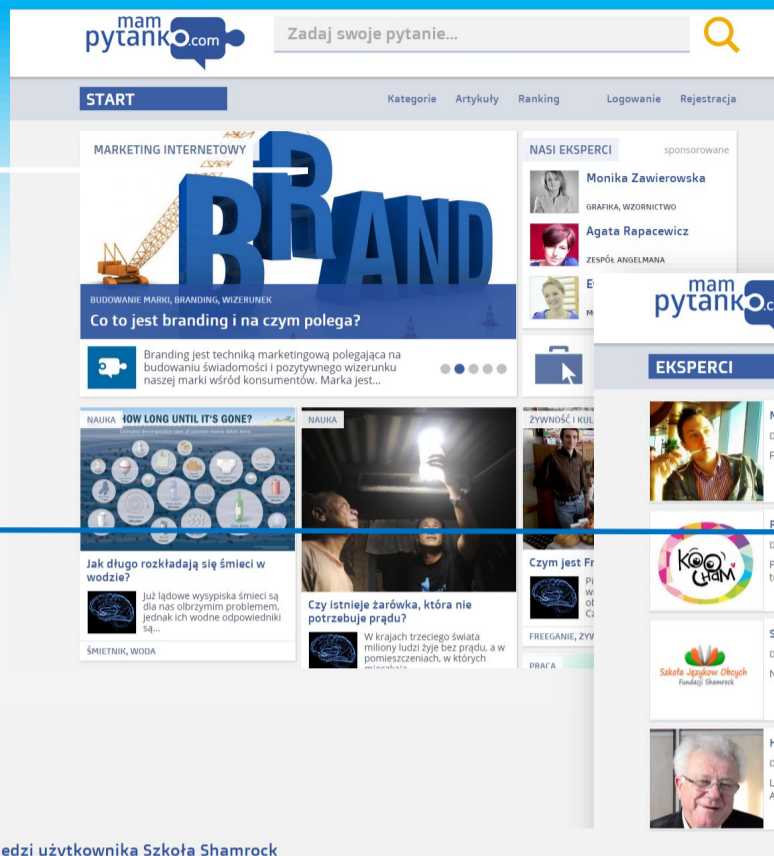 mam
pytanko.com
Zadaj swoje pytanie...
START
Kategorie Artykuły Ranking Logowanie Rejestracja
MARKETING INTERNETOWY
BRAND
BUDOWANIE MARKI, BRANDING, WIZERUNEK
Co to jest branding i na czym polega?
Branding jest techniką marketingową polegająca na
budowaniu świadomości i pozytywnego wizerunku
naszej marki wśród konsumentów. Marka jest...
NASI EKSPERCI sponsorowane
Monika Zawierowska
GRAFIKA, WZORNICTWO
Agata Rapacewicz
ZESPÓŁ ANGELMANA
NAUKA
HOW LONG UNTIL IT'S GONE?
Jak długo rozkładają się śmieci w
wodzie?
Już lądowe wysypiska śmieci są
dla nas olbrzymim problemem,
jednak ich wodne odpowiedniki
są...
ŚMIETNIK, WODA
NAUKA
Czy istnieje żarówka, która nie
potrzebuje prądu?
W krajach trzeciego świata
miliony ludzi żyje bez prądu, a w
pomieszczeniach, w których
ŻYWNOŚĆ I KUL
Czym jest Fr
FREEGANIE, ŻYW
PRACA
mam
pytanko.c
EKSPERCI
KOO
CHAM
Szkoła Języków Obcych
Fundacji Shamrock
edzi użytkownika Szkoła Shamrock